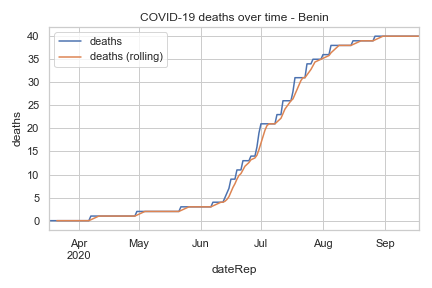 COVID-19 deaths over time - Benin
deaths
deaths (rolling)
40
35
30
25
20
15
10
5
0
deaths
Apr
2020
May
Jun
Jul
Aug
Sep
dateRep